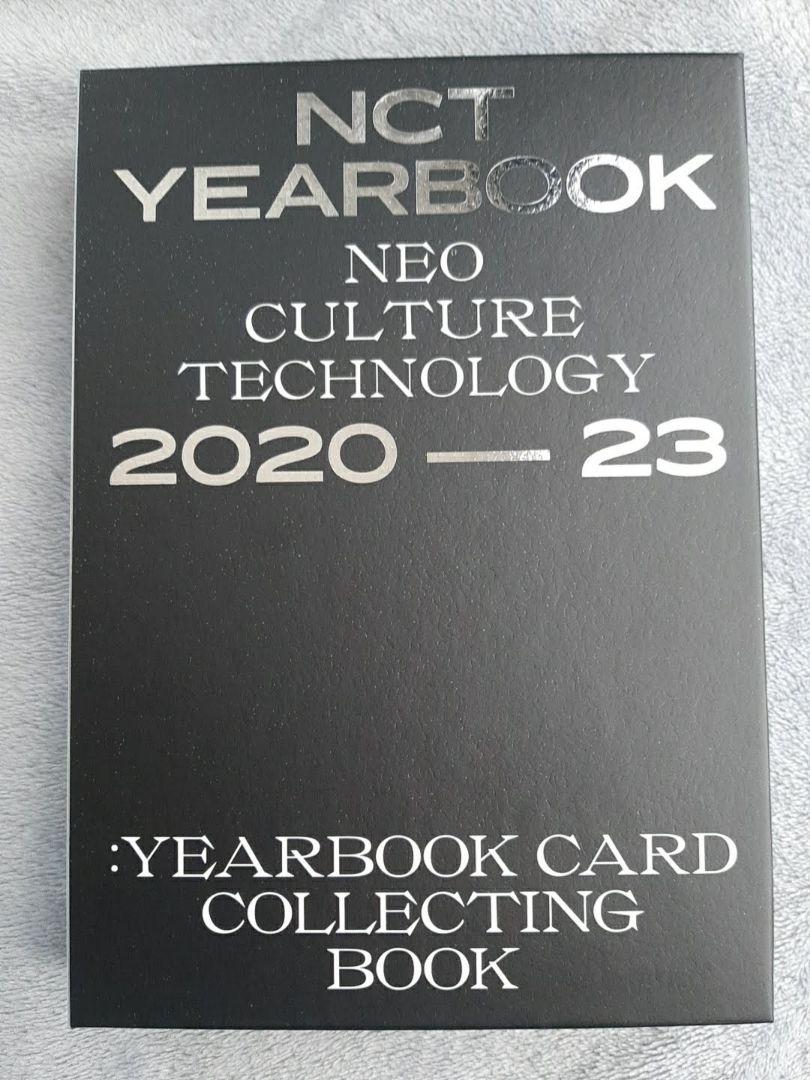 NCT
YEARBOOK
NEO
CULTURE
TECHNOLOGY
2020 — 23
:YEARBOOK CARD
COLLECTING
BOOK